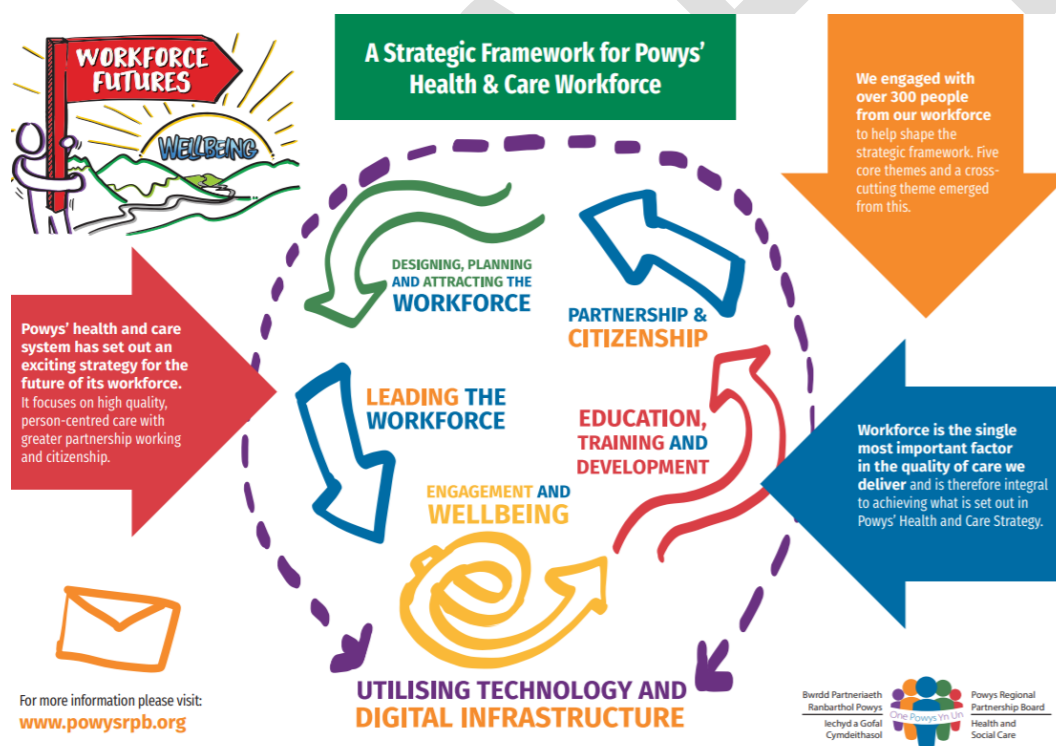 WORKFORCE
FUTURES
WELLBEING
A Strategic Framework for Powys’
Health & Care Workforce
We engaged with
over 300 people
from our workforce
to help shape the
strategic framework. Five
core themes and a cross-
cutting theme emerged
from this.
DESIGNING, PLANNING
AND ATTRACTING THE
WORKFORCE
PARTNERSHIP &
CITIZENSHIP
Powys’ health and care
system has set out an
exciting strategy for the
future of its workforce.
It focuses on high quality,
person-centred care with
greater partnership working
and citizenship.
LEADING THE
WORKFORCE
EDUCATION,
TRAINING AND
DEVELOPMENT
Workforce is the single
most important factor
in the quality of care we
deliver and is therefore integral
to achieving what is set out in
Powys’ Health and Care Strategy.
ENGAGEMENT AND
WELLBEING
UTILISING TECHNOLOGY AND
DIGITAL INFRASTRUCTURE
For more information please visit:
www.powysrpb.org
Bwrdd Partneriaeth
Ranbarthol Powys
Iechyd a Gofal
Cymdeithasol
One Powys Yn Un
Powys Regional
Partnership Board
Health and
Social Care